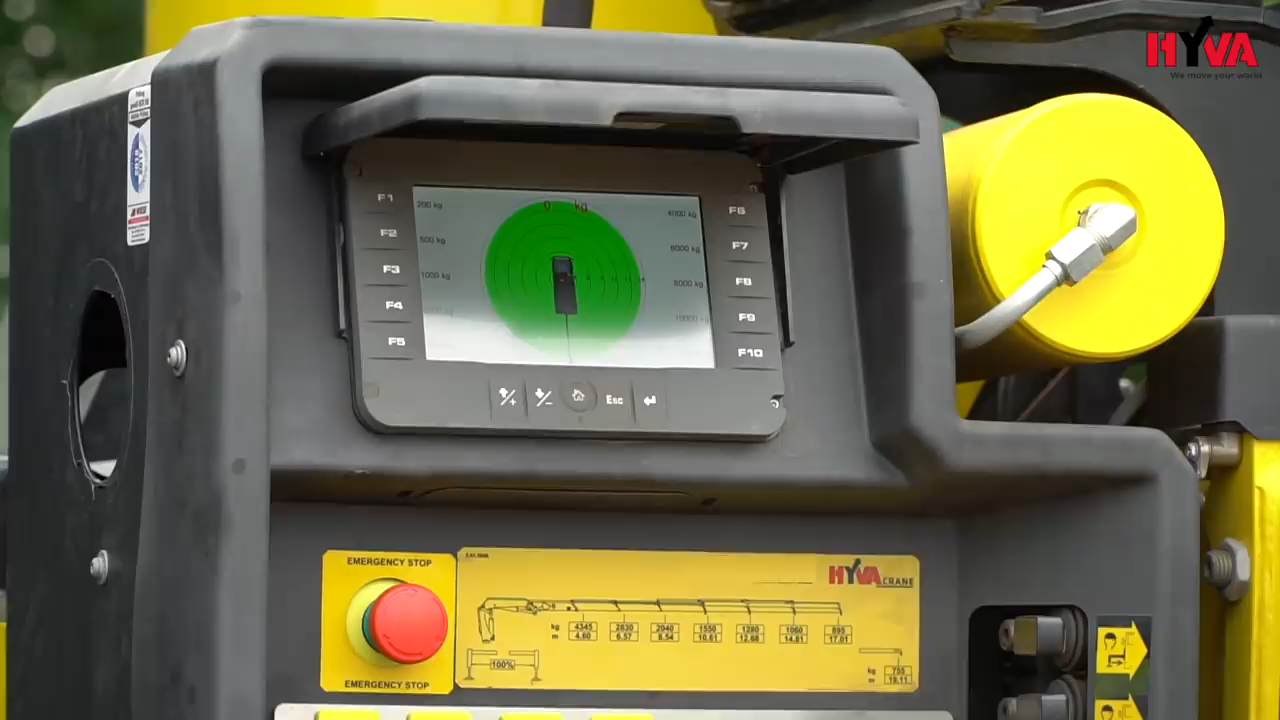 HYVA
We move your world
F1
F2
F3
F4
F5
200 kg
500 kg
1000 kg
0 kg
4000 kg
6000 kg
8000 kg
10000 kg
F6
F7
F8
F9
F10
Esc
EMERGENCY STOP
EMERGENCY STOP
HYVA CRANE
kg 4345 2830 2040 1550 1280 1060 895
m 4.60 6.57 8.54 10.61 12.68 14.81 17.01
100%
kg 755
m 19.11